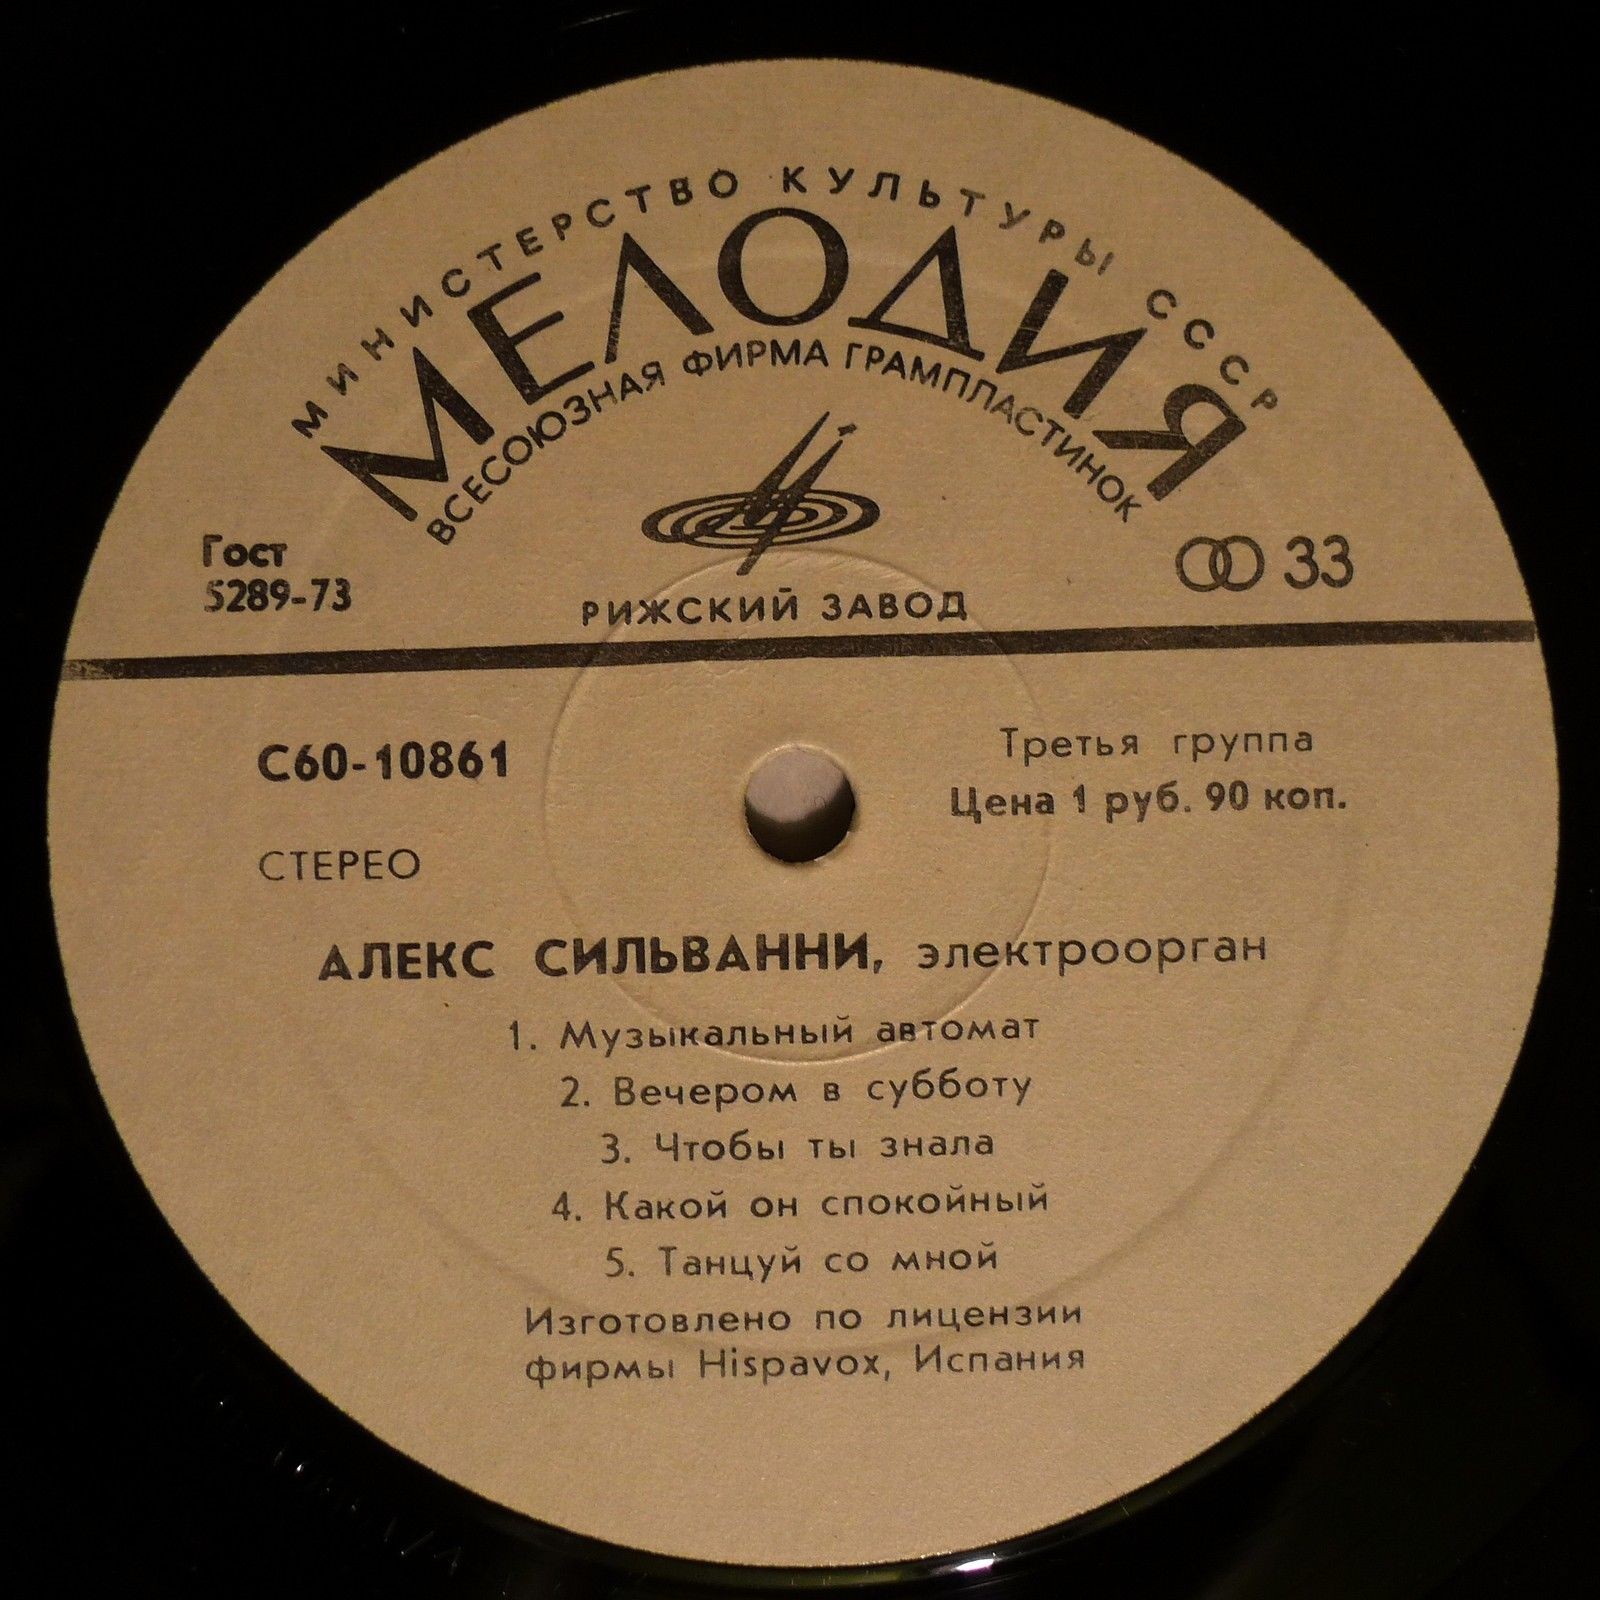 МИНИСТЕРСТВО КУЛЬТУРЫ СССР
МЕЛОДИЯ
ВСЕСОЮЗНАЯ ФИРМА ГРАМПЛАСТИНОК
Гост
5289-73
33
РИЖСКИЙ ЗАВОД
С60-10861
Третья группа
Цена 1 руб. 90 коп.
СТЕРЕО
АЛЕКС СИЛЬВАННИ, электроорган
1. Музыкальный автомат
2. Вечером в субботу
3. Чтобы ты знала
4. Какой он спокойный
5. Танцуй со мной
Изготовлено по лицензии
фирмы Hispavox, Испания